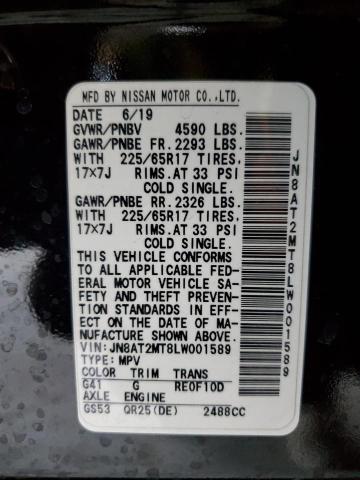 MFD BY NISSAN MOTOR CO.,LTD.
DATE 6/19
GVWR/PNBV 4590 LBS.
GAWR/PNBE FR. 2293 LBS.
WITH 225/65R17 TIRES,
17x7J RIMS.AT 33 PSI
COLD SINGLE.
GAWR/PNBE RR. 2326 LBS.
WITH 225/65R17 TIRES,
17x7J RIMS.AT 33 PSI
COLD SINGLE.
THIS VEHICLE CONFORMS
TO ALL APPLICABLE FED-
ERAL MOTOR VEHICLE SA-
FETY AND THEFT PREVEN-
TION STANDARDS IN EFF-
ECT ON THE DATE OF MA-
NUFACTURE SHOWN ABOVE.
VIN:JN8AT2MT8LW001589
TYPE: MPV
COLOR TRIM TRANS
G41 G RE0F10D
AXLE ENGINE
GS53 QR25(DE) 2488CC
JN8AT2MT8LW001589